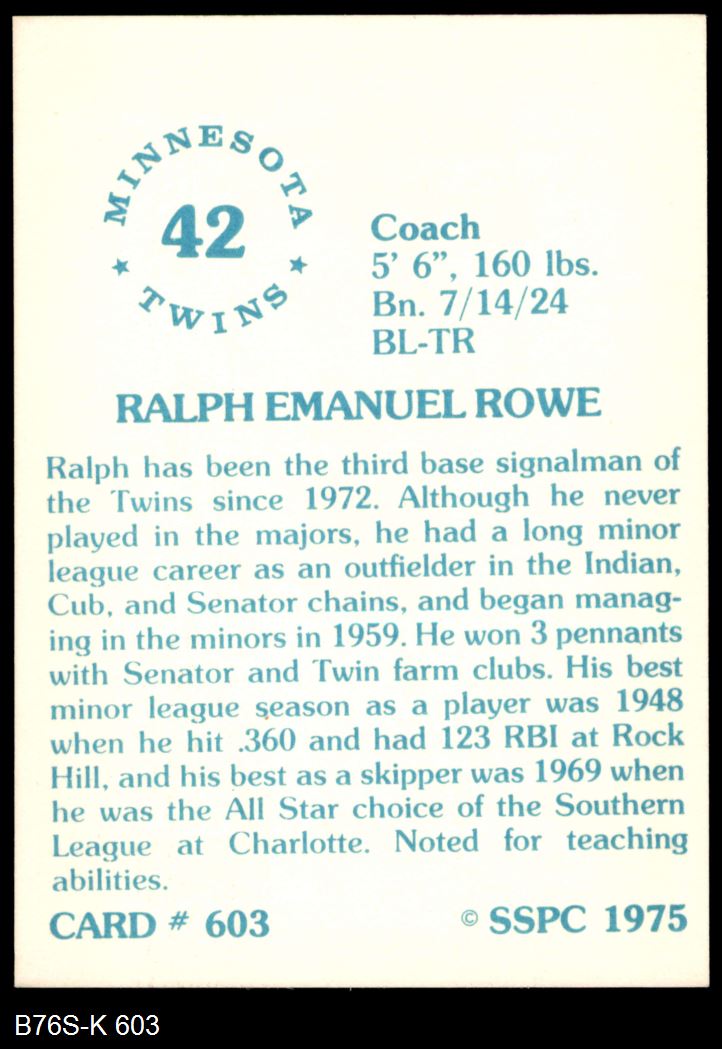 MINNESOTA
42
★ TWINS ★
Coach
5' 6", 160 lbs.
Bn. 7/14/24
BL-TR
RALPH EMANUEL ROWE
Ralph has been the third base signalman of
the Twins since 1972. Although he never
played in the majors, he had a long minor
league career as an outfielder in the Indian,
Cub, and Senator chains, and began manag-
ing in the minors in 1959. He won 3 pennants
with Senator and Twin farm clubs. His best
minor league season as a player was 1948
when he hit .360 and had 123 RBI at Rock
Hill, and his best as a skipper was 1969 when
he was the All Star choice of the Southern
League at Charlotte. Noted for teaching
abilities.
CARD # 603 © SSPC 1975
B76S-K 603